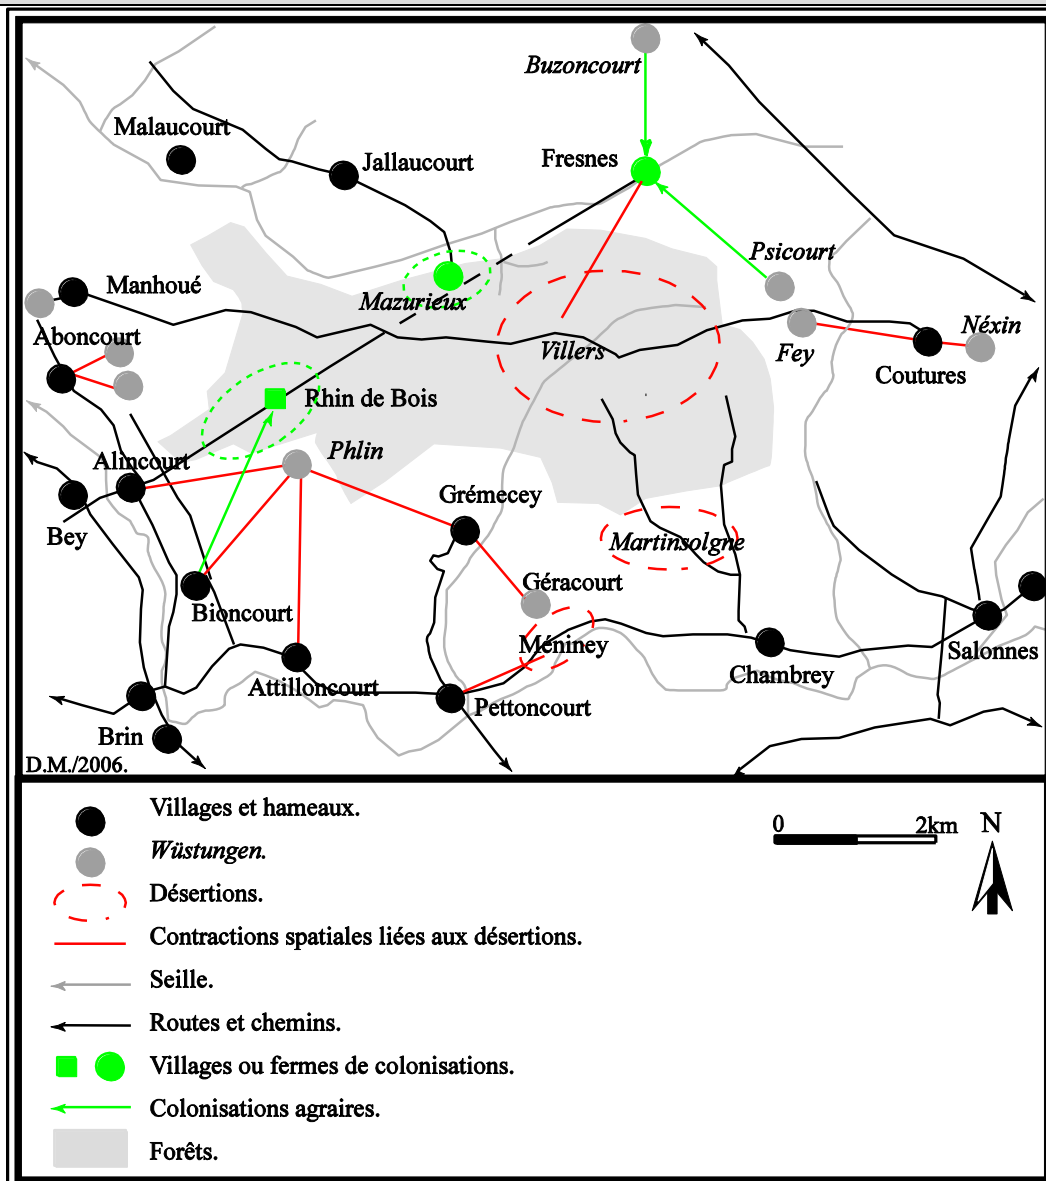 Buzoncourt
Malaucourt
Jallaucourt
Fresnes
Psicourt
Manhoué
Mazurieux
Aboncourt
Villers
Fey
Néxin
Coutures
Rhin de Bois
Phlin
Alincourt
Grémecey
Bey
Martinsolgne
Géracourt
Bioncourt
Méniney
Salonnes
Chambrey
Attilloncourt
Pettoncourt
Brin
D.M./2006.
Villages et hameaux.
0 2km N
Wüstungen.
Désertions.
Contractions spatiales liées aux désertions.
Seille.
Routes et chemins.
Villages ou fermes de colonisations.
Colonisations agraires.
Forêts.